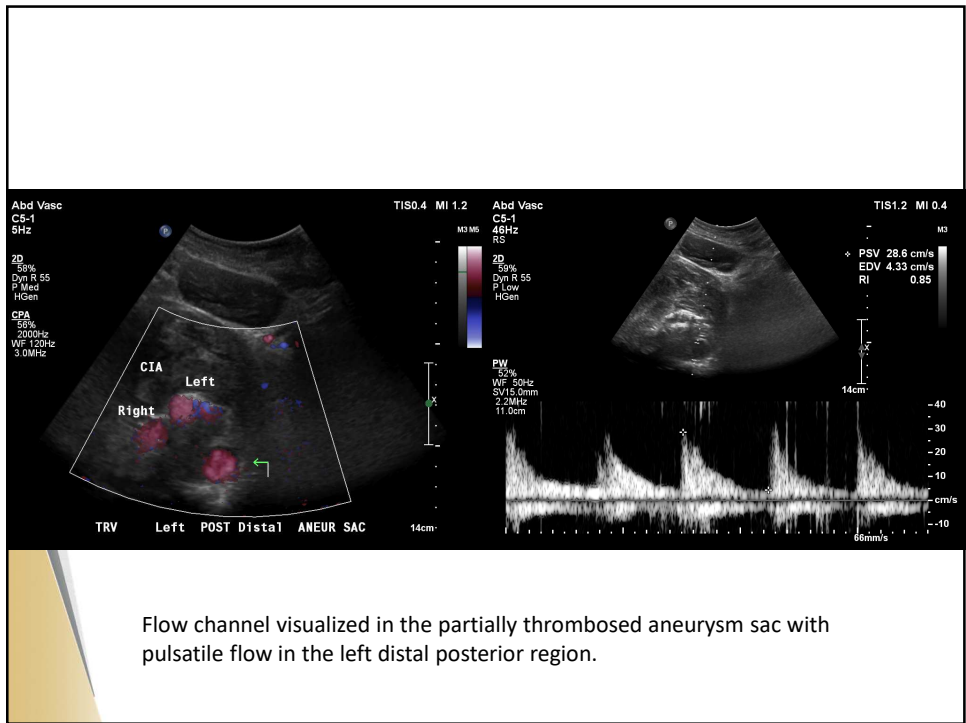 Abd Vasc
C5-1
5Hz
TIS0.4 MI 1.2
P
M3 M5
2D
58%
Dyn R 55
P Med
HGen
CPA
56%
2000Hz
WF 120Hz
3.0MHz
CIA
Left
Right
x
TRV Left POST Distal ANEUR SAC
14cm
Abd Vasc
C5-1
46Hz
RS
TIS1.2 MI 0.4
P
M3
2D
59%
Dyn R 55
P Low
HGen
PSV 28.6 cm/s
EDV 4.33 cm/s
RI 0.85
x
14cm
PW
52%
WF 50Hz
SV15.0mm
2.2MHz
11.0cm
40
30
20
10
cm/s
-10
66mm/s
Flow channel visualized in the partially thrombosed aneurysm sac with
pulsatile flow in the left distal posterior region.